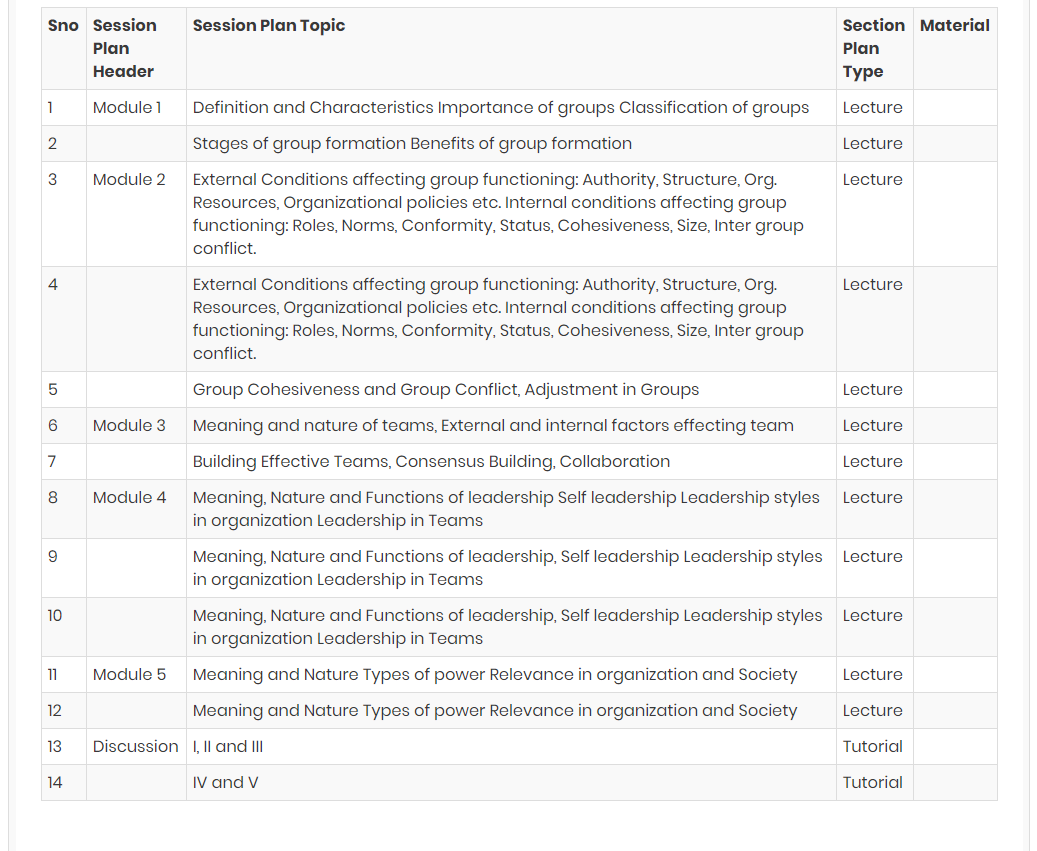 Sno Session Plan Header Session Plan Topic Section Plan Type Material
1 Module 1 Definition and Characteristics Importance of groups Classification of groups Lecture
2 Stages of group formation Benefits of group formation Lecture
3 Module 2 External Conditions affecting group functioning: Authority, Structure, Org. Lecture
Resources, Organizational policies etc. Internal conditions affecting group
functioning: Roles, Norms, Conformity, Status, Cohesiveness, Size, Inter group
conflict.
4 External Conditions affecting group functioning: Authority, Structure, Org. Lecture
Resources, Organizational policies etc. Internal conditions affecting group
functioning: Roles, Norms, Conformity, Status, Cohesiveness, Size, Inter group
conflict.
5 Group Cohesiveness and Group Conflict, Adjustment in Groups Lecture
6 Module 3 Meaning and nature of teams, External and internal factors effecting team Lecture
7 Building Effective Teams, Consensus Building, Collaboration Lecture
8 Module 4 Meaning, Nature and Functions of leadership Self leadership Leadership styles Lecture
in organization Leadership in Teams
9 Meaning, Nature and Functions of leadership, Self leadership Leadership styles Lecture
in organization Leadership in Teams
10 Meaning, Nature and Functions of leadership, Self leadership Leadership styles Lecture
in organization Leadership in Teams
11 Module 5 Meaning and Nature Types of power Relevance in organization and Society Lecture
12 Meaning and Nature Types of power Relevance in organization and Society Lecture
13 Discussion I, II and III Tutorial
14 IV and V Tutorial